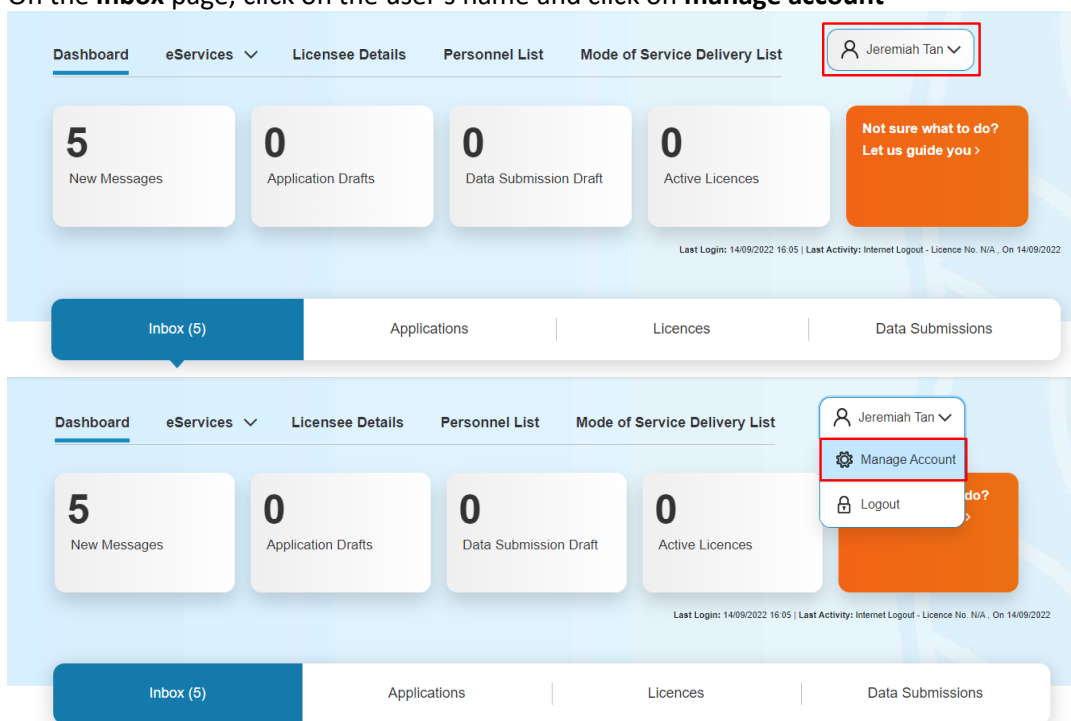 On the Inbox page, click on the user's name and click on manage account
Dashboard eServices Licensee Details Personnel List Mode of Service Delivery List Jeremiah Tan
5 0 0 0 Not sure what to do?
Let us guide you >
New Messages Application Drafts Data Submission Draft Active Licences
Last Login: 14/09/2022 16:05 | Last Activity: Internet Logout - Licence No. N/A , On 14/09/2022
Inbox (5) Applications Licences Data Submissions
Dashboard eServices Licensee Details Personnel List Mode of Service Delivery List Jeremiah Tan
Manage Account
5 0 0 0 Logout do?
>
New Messages Application Drafts Data Submission Draft Active Licences
Last Login: 14/09/2022 16:05 | Last Activity: Internet Logout - Licence No. N/A , On 14/09/2022
Inbox (5) Applications Licences Data Submissions